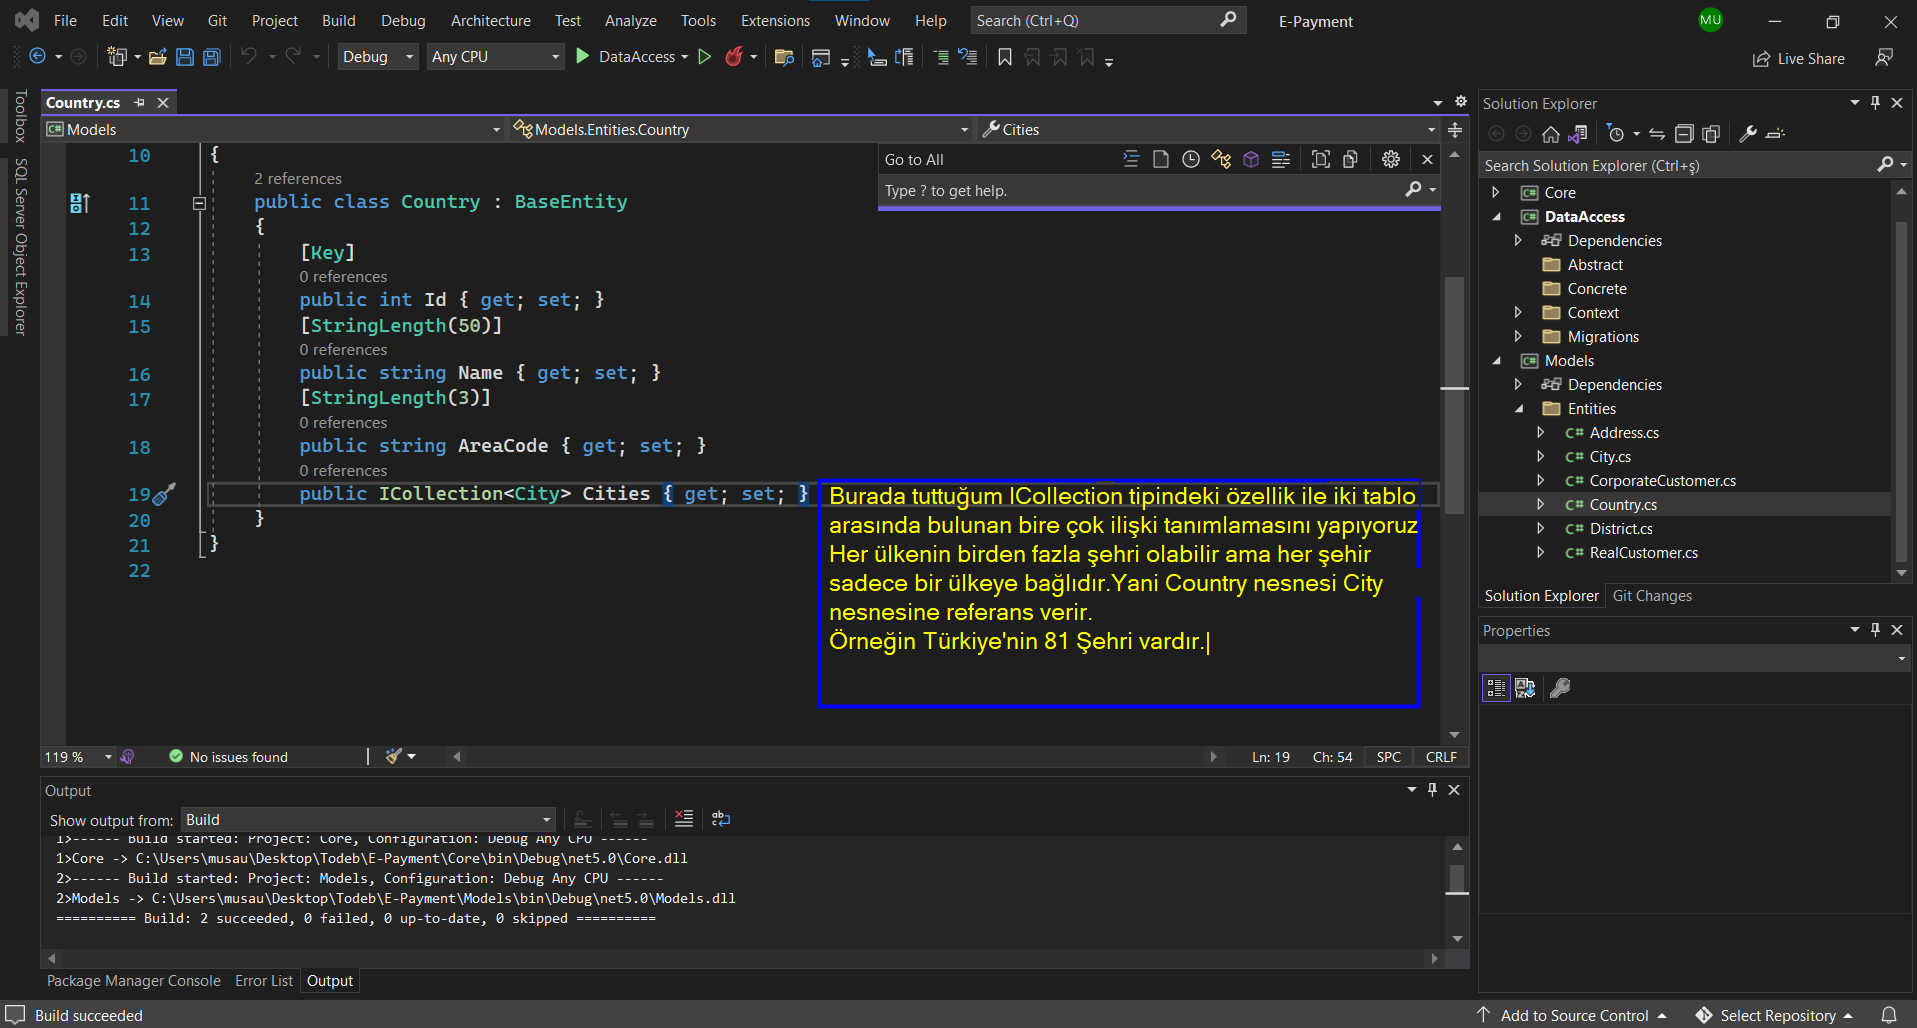 File Edit View Git Project Build Debug Architecture Test Analyze Tools Extensions Window Help Search (Ctrl+Q) E-Payment MU
Debug Any CPU DataAccess Live Share
Toolbox
SQL Server Object Explorer
Country.cs
Models Models.Entities.Country Cities
Go to All
Type ? to get help.
10 {
2 references
11 public class Country : BaseEntity
12 {
13 [Key]
0 references
14 public int Id { get; set; }
15 [StringLength(50)]
0 references
16 public string Name { get; set; }
17 [StringLength(3)]
0 references
18 public string AreaCode { get; set; }
0 references
19 public ICollection<City> Cities { get; set; }
20 }
21 }
22
Burada tuttuğum ICollection tipindeki özellik ile iki tablo
arasında bulunan bire çok ilişki tanımlamasını yapıyoruz
Her ülkenin birden fazla şehri olabilir ama her şehir
sadece bir ülkeye bağlıdır.Yani Country nesnesi City
nesnesine referans verir.
Örneğin Türkiye'nin 81 Şehri vardır.
119 % No issues found Ln: 19 Ch: 54 SPC CRLF
Output
Show output from: Build
1>------ Build started: Project: Core, Configuration: Debug Any CPU ------
1>Core -> C:\Users\musau\Desktop\Todeb\E-Payment\Core\bin\Debug\net5.0\Core.dll
2>------ Build started: Project: Models, Configuration: Debug Any CPU ------
2>Models -> C:\Users\musau\Desktop\Todeb\E-Payment\Models\bin\Debug\net5.0\Models.dll
========== Build: 2 succeeded, 0 failed, 0 up-to-date, 0 skipped ==========
Package Manager Console Error List Output
Solution Explorer
Search Solution Explorer (Ctrl+ş)
C# Core
C# DataAccess
Dependencies
Abstract
Concrete
Context
Migrations
C# Models
Dependencies
Entities
C# Address.cs
C# City.cs
C# CorporateCustomer.cs
C# Country.cs
C# District.cs
C# RealCustomer.cs
Solution Explorer Git Changes
Properties
Build succeeded Add to Source Control Select Repository